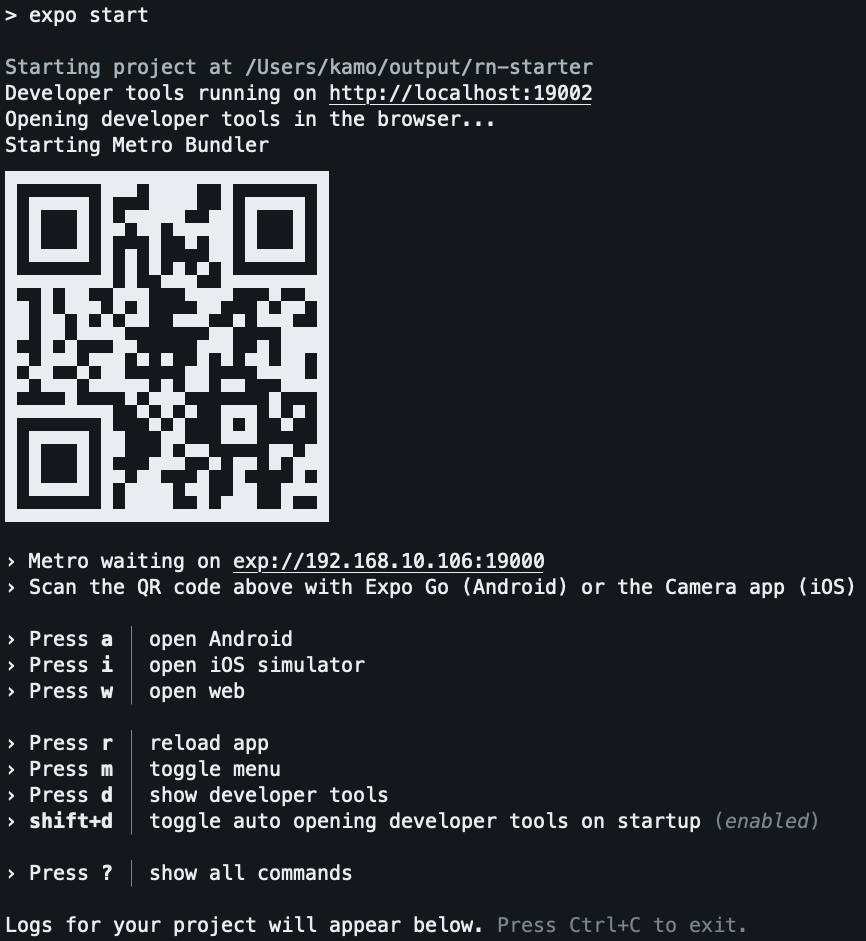 > expo start
Starting project at /Users/kamo/output/rn-starter
Developer tools running on http://localhost:19002
Opening developer tools in the browser...
Starting Metro Bundler
› Metro waiting on exp://192.168.10.106:19000
› Scan the QR code above with Expo Go (Android) or the Camera app (iOS)
› Press a │ open Android
› Press i │ open iOS simulator
› Press w │ open web
› Press r │ reload app
› Press m │ toggle menu
› Press d │ show developer tools
› shift+d │ toggle auto opening developer tools on startup (enabled)
› Press ? │ show all commands
Logs for your project will appear below. Press Ctrl+C to exit.